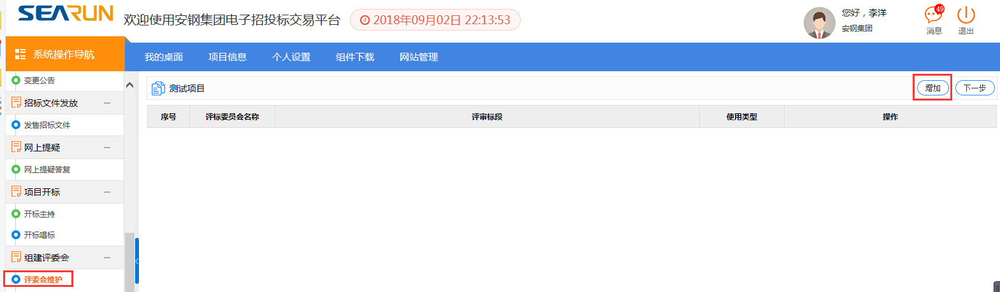 SEARUN
欢迎使用安钢集团电子招投标交易平台
2018年09月02日 22:13:53
您好，李洋
安钢集团
49
消息
退出
系统操作导航
我的桌面
项目信息
个人设置
组件下载
网站管理
变更公告
招标文件发放
发售招标文件
网上提疑
网上提疑答复
项目开标
开标主持
开标唱标
组建评委会
评委会维护
测试项目
增加
下一步
序号
评标委员会名称
评审标段
使用类型
操作